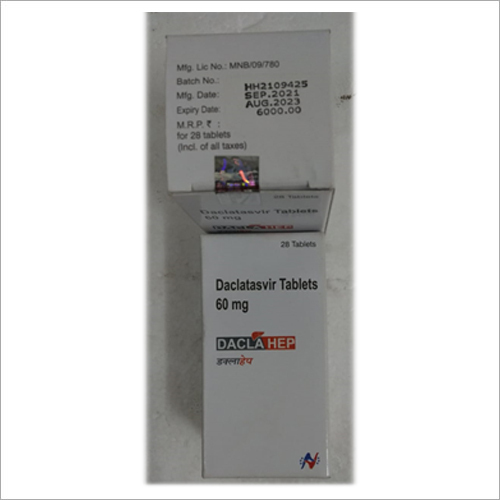 Mfg. Lic No.: MNB/09/780
Batch No.: HH2109425
Mfg. Date: SEP.2021
Expiry Date: AUG.2023
M.R.P. ₹ : 6000.00
for 28 tablets
(Incl. of all taxes)
28 Tablets
Daclatasvir Tablets
60 mg
28 Tablets
Daclatasvir Tablets
60 mg
DACLAHEP
डक्लाहेप